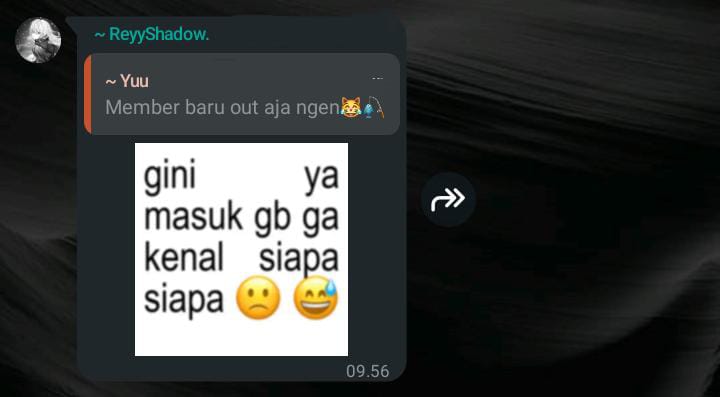 ~ ReyyShadow.
~ Yuu
Member baru out aja ngen😹🎣
gini ya
masuk gb ga
kenal siapa
siapa 🙁 😅
09.56